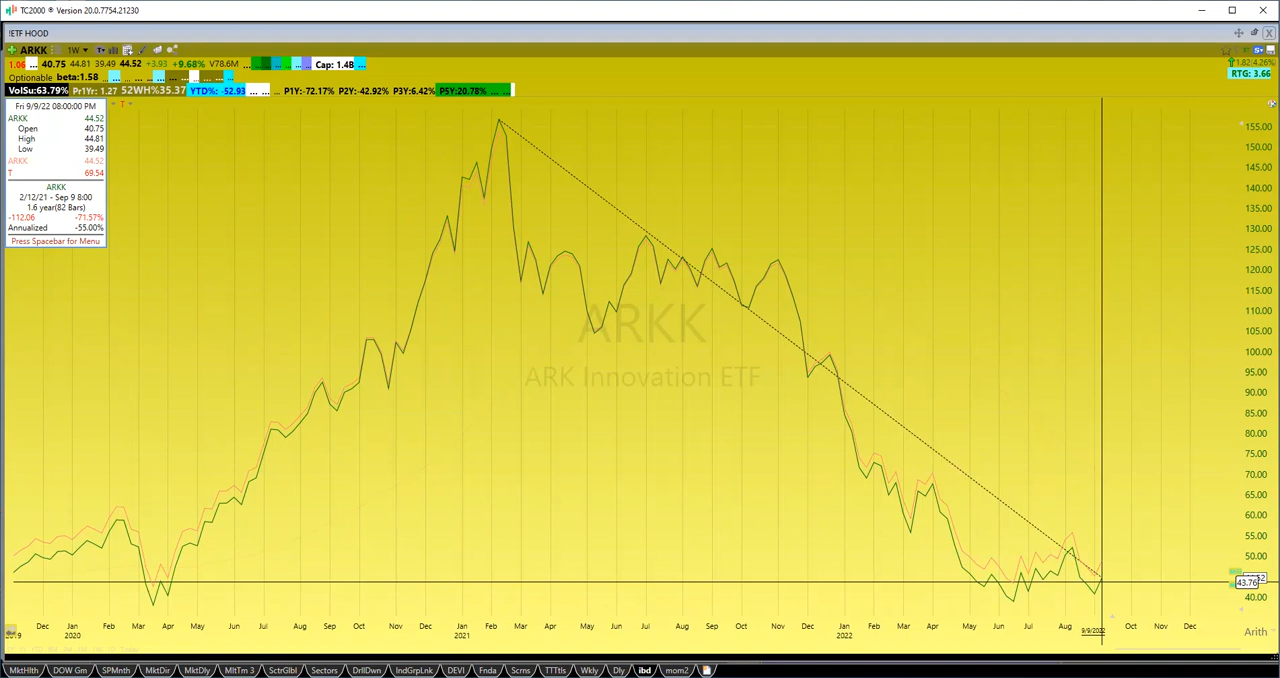 TC2000 ® Version 20.0.7754.21230
!ETF HOOD
ARKK 1W
1.06 ... 40.75 44.81 39.49 44.52 +3.93 +9.68% V78.6M ... Cap: 1.4B ...
1.82 4.26%
Optionable beta:1.58
RTG: 3.66
VolSu:63.79% Pr1Yr: 1.27 52WH%35.37 YTD%: -52.93 ... ... ... P1Y:-72.17% P2Y:-42.92% P3Y:6.42% P5Y:20.78% ... ...
Fri 9/9/22 08:00:00 PM
ARKK 44.52
Open 40.75
High 44.81
Low 39.49
ARKK 44.52
T 69.54
ARKK
2/12/21 - Sep 9 8:00
1.6 year(82 Bars)
-112.06 -71.57%
Annualized -55.00%
Press Spacebar for Menu
T
155.00
150.00
145.00
140.00
135.00
130.00
125.00
120.00
115.00
110.00
105.00
100.00
95.00
90.00
85.00
80.00
75.00
70.00
65.00
60.00
55.00
50.00
43.76
40.00
ARKK
ARK Innovation ETF
2019 Dec 2020 Feb Mar Apr May Jun Jul Aug Sep Oct Nov Dec 2021 Feb Mar Apr May Jun Jul Aug Sep Oct Nov Dec 2022 Feb Mar Apr May Jun Jul Aug 9/9/2022 Oct Nov Dec
Arith
MktHlth DOW Gm SPMnth MktDir MktDly MltTm 3 SctrGlbl Sectors DrllDwn IndGrpLnk DEVI Fnda Scrns TTTtls Wkly Dly ibd mom2